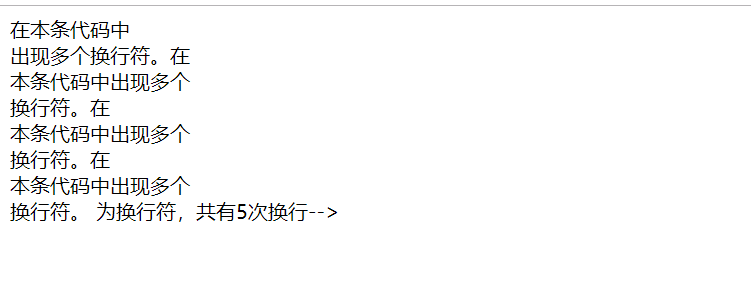 在本条代码中
出现多个换行符。在
本条代码中出现多个
换行符。在
本条代码中出现多个
换行符。在
本条代码中出现多个
换行符。 为换行符，共有5次换行-->